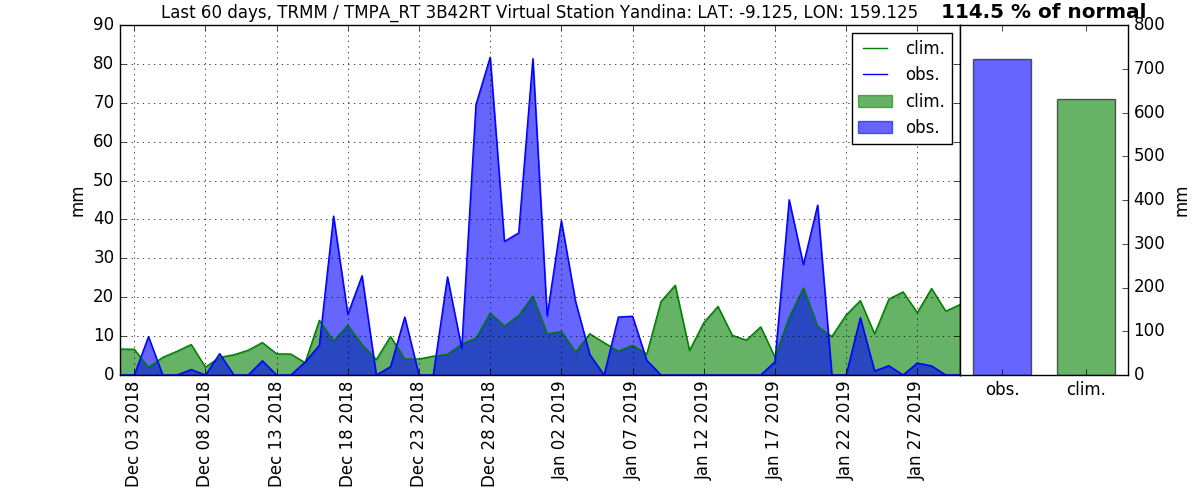 Last 60 days, TRMM / TMPA_RT 3B42RT Virtual Station Yandina: LAT: -9.125, LON: 159.125
114.5 % of normal
90
80
70
60
50
40
30
20
10
0
mm
clim.
obs.
clim.
obs.
Dec 03 2018
Dec 08 2018
Dec 13 2018
Dec 18 2018
Dec 23 2018
Dec 28 2018
Jan 02 2019
Jan 07 2019
Jan 12 2019
Jan 17 2019
Jan 22 2019
Jan 27 2019
800
700
600
500
400
300
200
100
0
mm
obs.
clim.